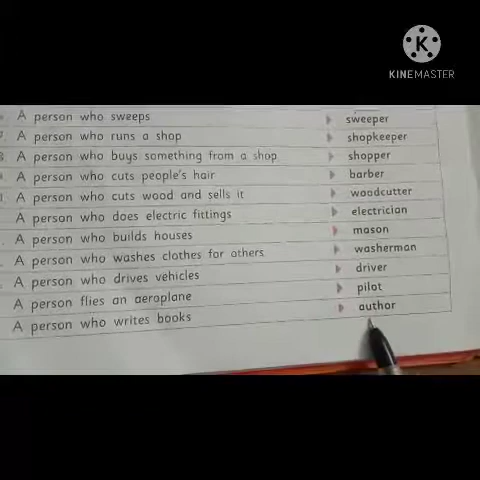 K
KINEMASTER
A person who sweeps sweeper
A person who runs a shop shopkeeper
A person who buys something from a shop shopper
A person who cuts people's hair barber
A person who cuts wood and sells it woodcutter
A person who does electric fittings electrician
A person who builds houses mason
A person who washes clothes for others washerman
A person who drives vehicles driver
A person flies an aeroplane pilot
A person who writes books author